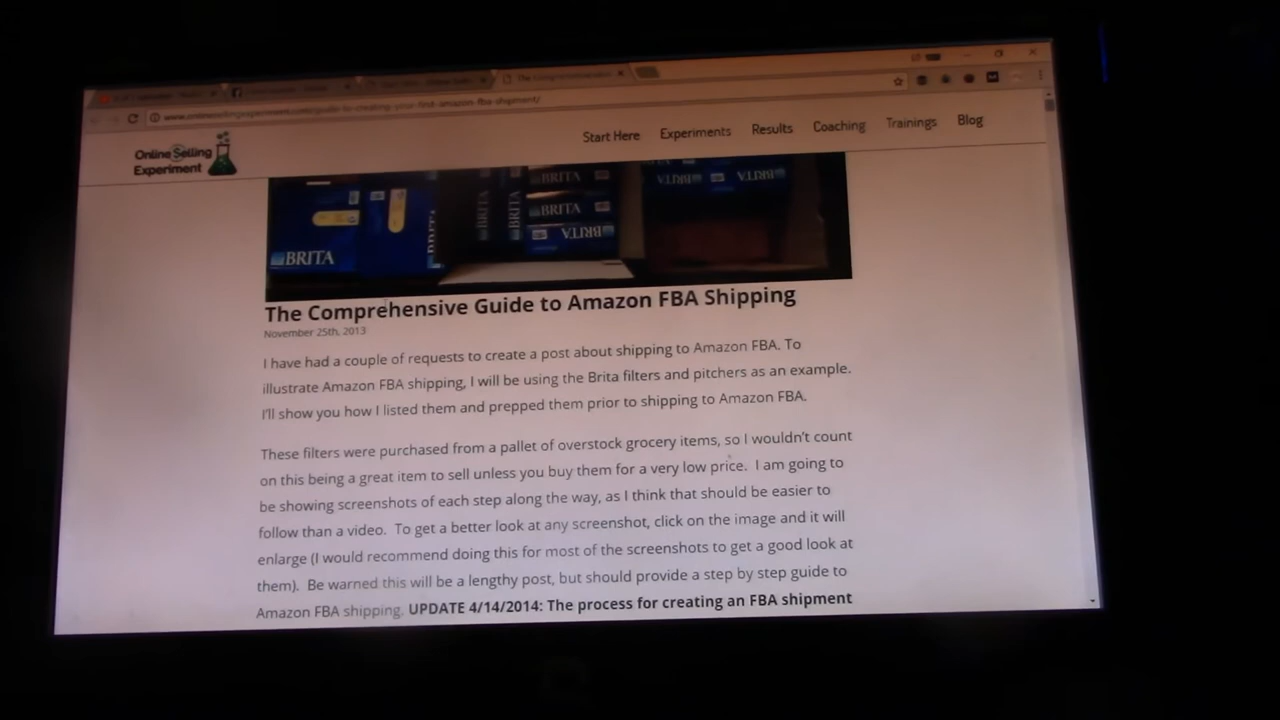 www.onlinesellingexperiment.com/guide-to-creating-your-first-amazon-fba-shipment/
Online Selling
Experiment
Start Here Experiments Results Coaching Trainings Blog
BRITA
BRITA
BRITA
BRITA
BRITA
BRITA
BRITA
BRITA
BRITA
The Comprehensive Guide to Amazon FBA Shipping
November 25th, 2013
I have had a couple of requests to create a post about shipping to Amazon FBA. To
illustrate Amazon FBA shipping, I will be using the Brita filters and pitchers as an example.
I'll show you how I listed them and prepped them prior to shipping to Amazon FBA.
These filters were purchased from a pallet of overstock grocery items, so I wouldn't count
on this being a great item to sell unless you buy them for a very low price. I am going to
be showing screenshots of each step along the way, as I think that should be easier to
follow than a video. To get a better look at any screenshot, click on the image and it will
enlarge (I would recommend doing this for most of the screenshots to get a good look at
them). Be warned this will be a lengthy post, but should provide a step by step guide to
Amazon FBA shipping. UPDATE 4/14/2014: The process for creating an FBA shipment